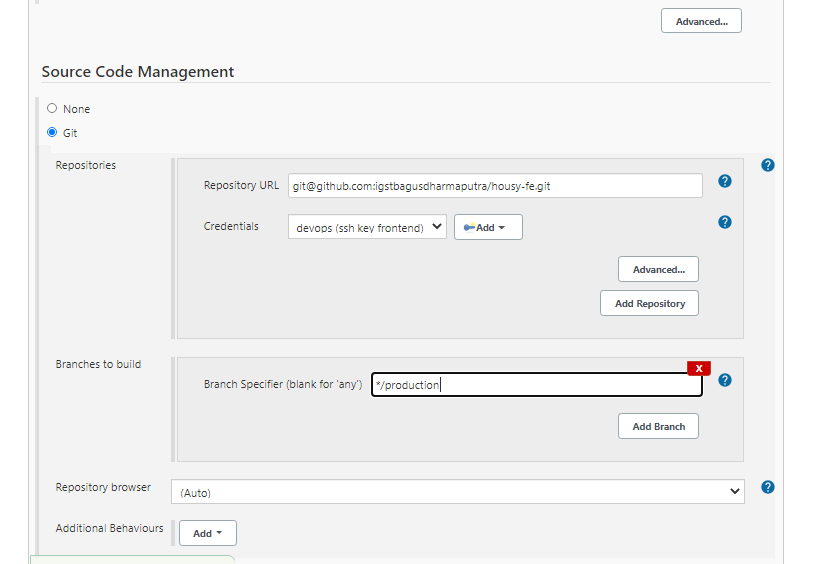 Advanced...
Source Code Management
None
Git
Repositories
Repository URL git@github.com:igstbagusdharmaputra/housy-fe.git
Credentials devops (ssh key frontend) Add
Advanced...
Add Repository
Branches to build
X
Branch Specifier (blank for 'any') */production
Add Branch
Repository browser (Auto)
Additional Behaviours Add